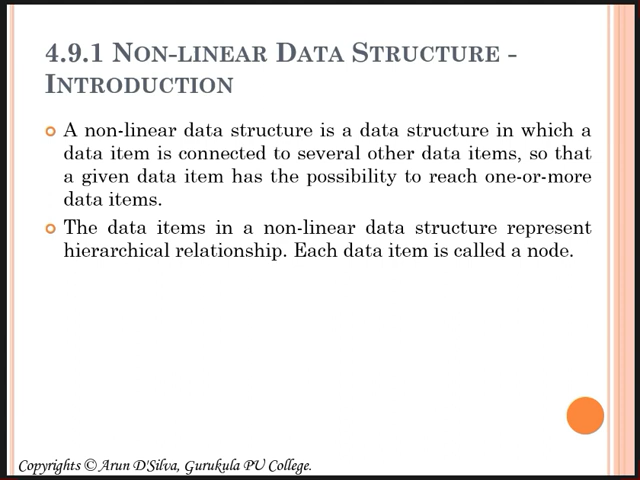 4.9.1 Non-linear Data Structure -
Introduction
A non-linear data structure is a data structure in which a
data item is connected to several other data items, so that
a given data item has the possibility to reach one-or-more
data items.
The data items in a non-linear data structure represent
hierarchical relationship. Each data item is called a node.
Copyrights © Arun D'Silva, Gurukula PU College.